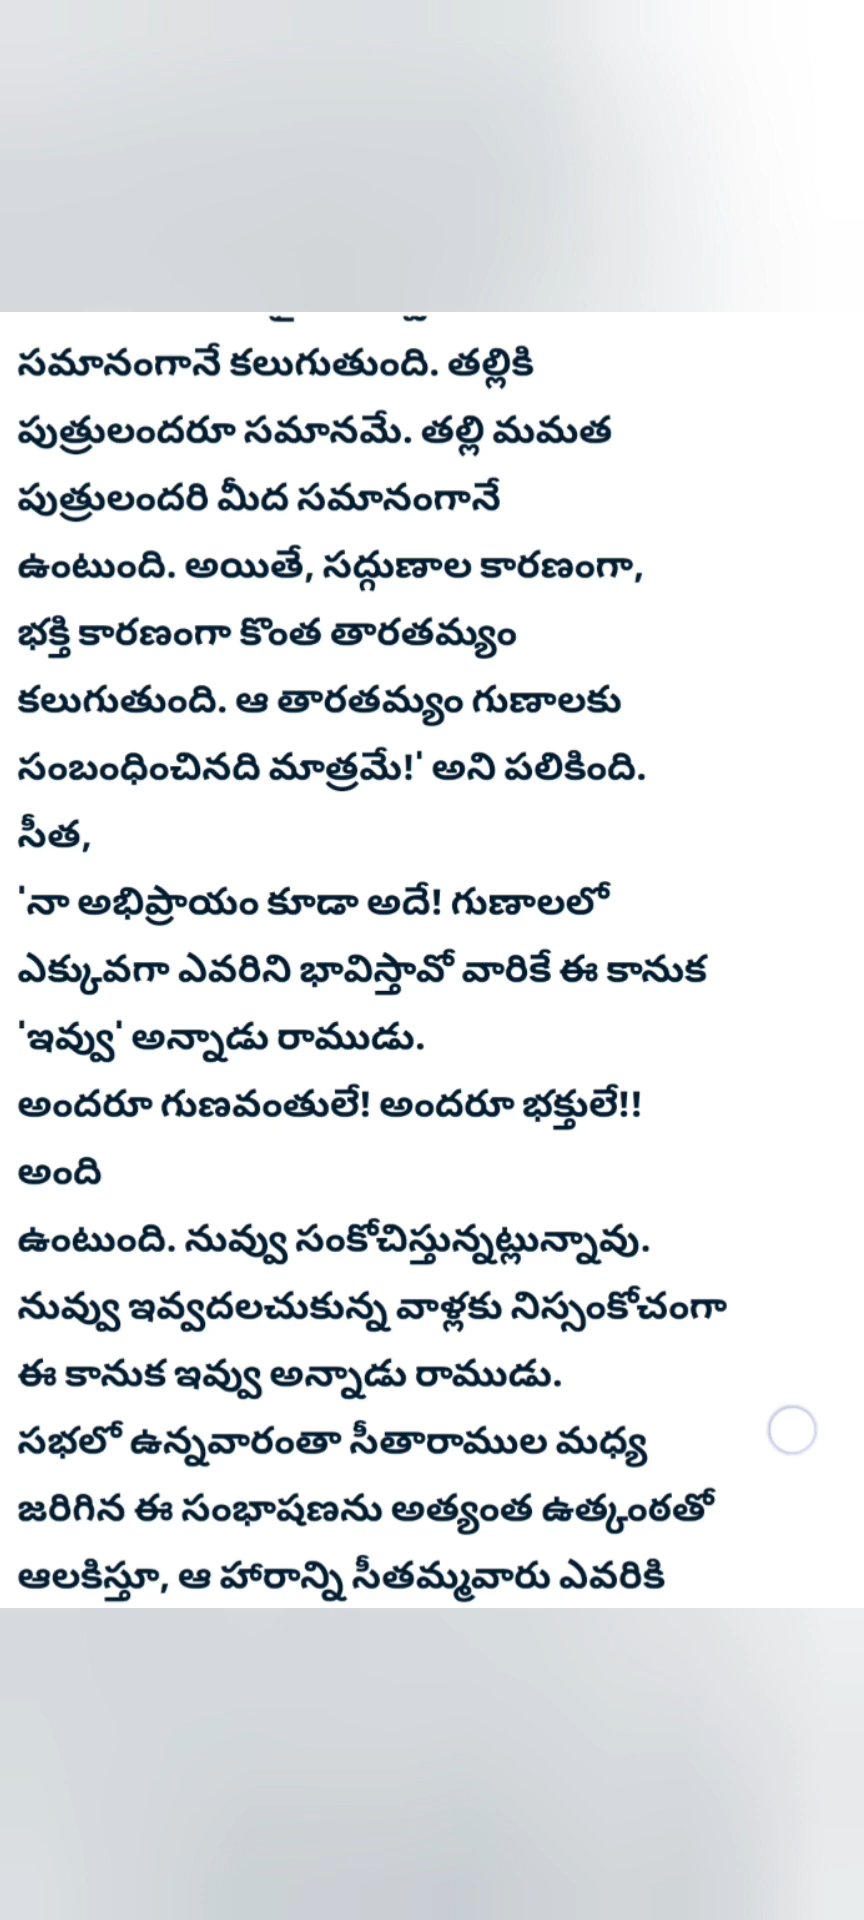 సమానంగానే కలుగుతుంది. తల్లికి
పుత్రులందరూ సమానమే. తల్లి మమత
పుత్రులందరి మీద సమానంగానే
ఉంటుంది. అయితే, సద్గుణాల కారణంగా,
భక్తి కారణంగా కొంత తారతమ్యం
కలుగుతుంది. ఆ తారతమ్యం గుణాలకు
సంబంధించినది మాత్రమే!' అని పలికింది.
సీత,
'నా అభిప్రాయం కూడా అదే! గుణాలలో
ఎక్కువగా ఎవరిని భావిస్తావో వారికే ఈ కానుక
'ఇవ్వు' అన్నాడు రాముడు.
అందరూ గుణవంతులే! అందరూ భక్తులే!!
అంది
ఉంటుంది. నువ్వు సంకోచిస్తున్నట్లున్నావు.
నువ్వు ఇవ్వదలచుకున్న వాళ్లకు నిస్సంకోచంగా
ఈ కానుక ఇవ్వు అన్నాడు రాముడు.
సభలో ఉన్నవారంతా సీతారాముల మధ్య
జరిగిన ఈ సంభాషణను అత్యంత ఉత్కంఠతో
ఆలకిస్తూ, ఆ హారాన్ని సీతమ్మవారు ఎవరికి